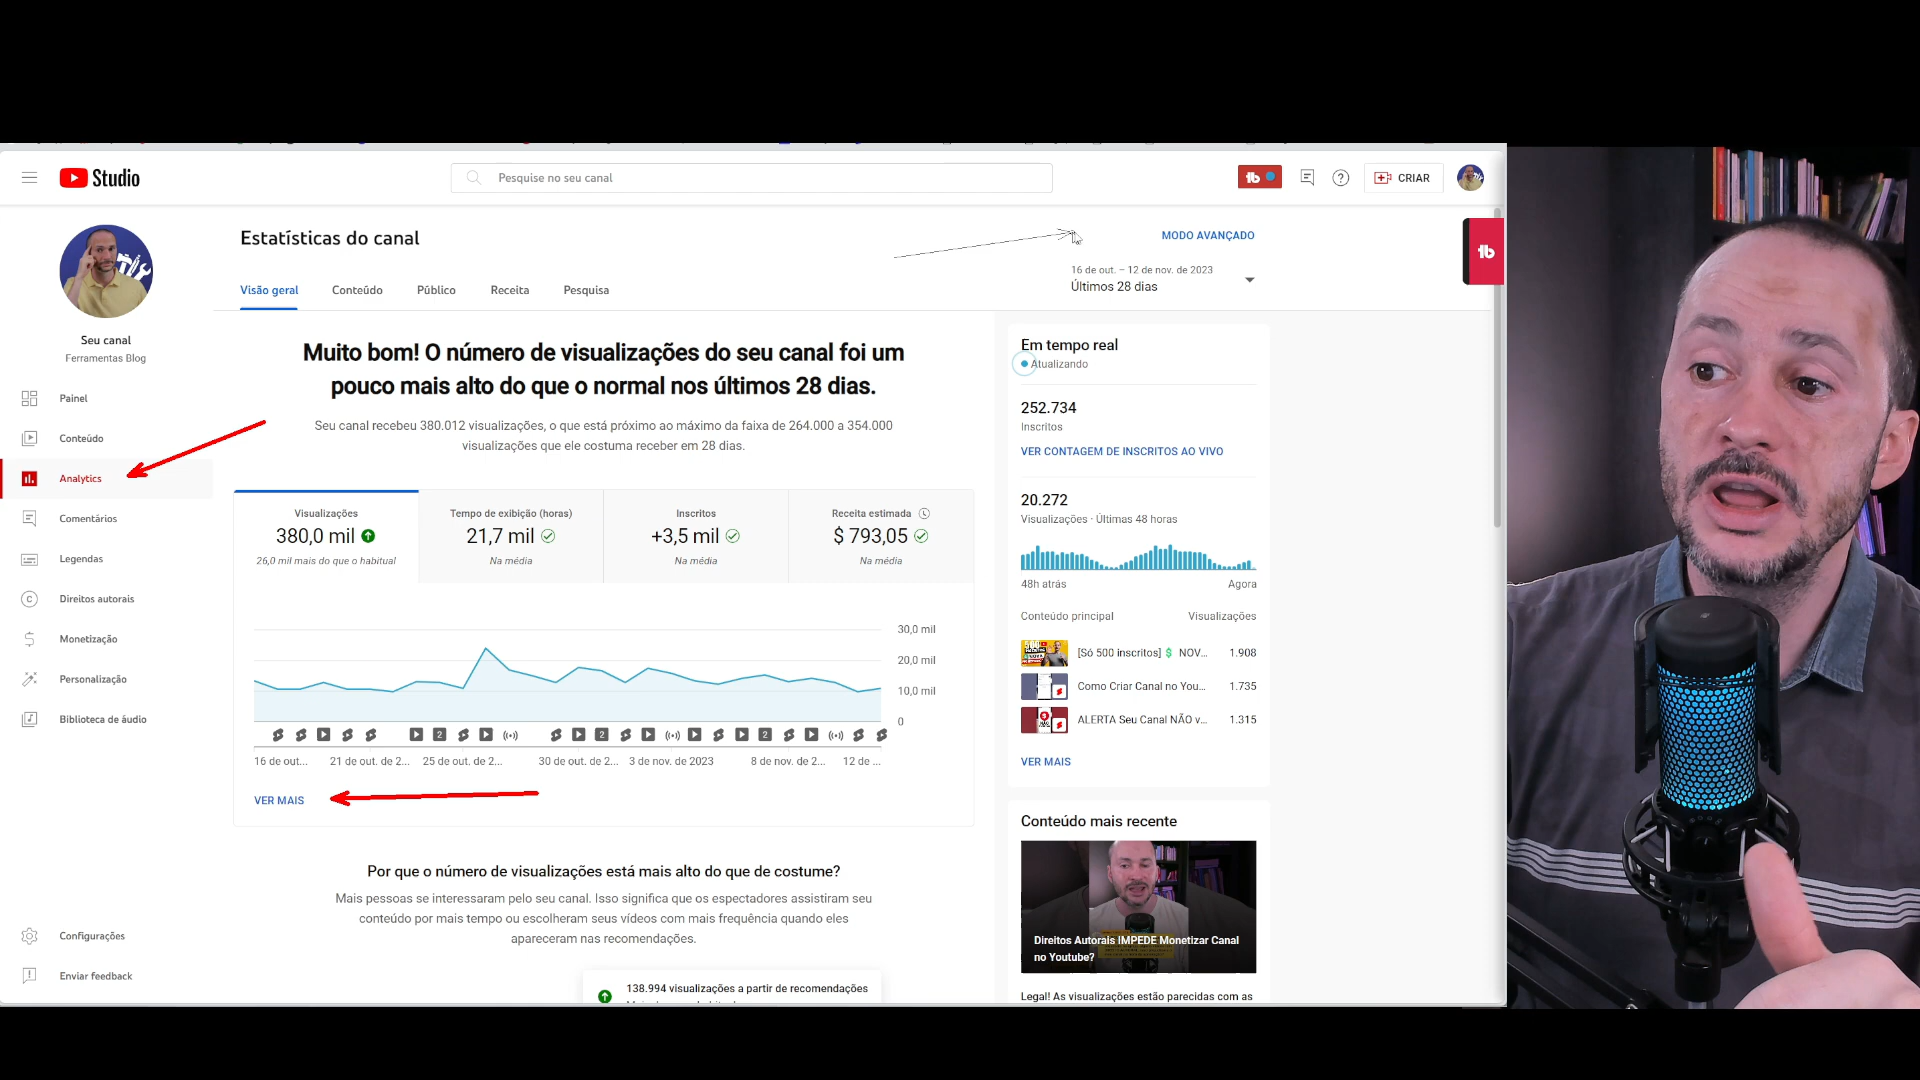 Studio
Pesquise no seu canal
CRIAR
Estatísticas do canal
MODO AVANÇADO
16 de out. – 12 de nov. de 2023
Últimos 28 dias
Visão geral
Conteúdo
Público
Receita
Pesquisa
Seu canal
Ferramentas Blog
Painel
Conteúdo
Analytics
Comentários
Legendas
Direitos autorais
Monetização
Personalização
Biblioteca de áudio
Configurações
Enviar feedback
Muito bom! O número de visualizações do seu canal foi um
pouco mais alto do que o normal nos últimos 28 dias.
Seu canal recebeu 380.012 visualizações, o que está próximo ao máximo da faixa de 264.000 a 354.000
visualizações que ele costuma receber em 28 dias.
Visualizações
380,0 mil
26,0 mil mais do que o habitual
Tempo de exibição (horas)
21,7 mil
Na média
Inscritos
+3,5 mil
Na média
Receita estimada
$ 793,05
Na média
30,0 mil
20,0 mil
10,0 mil
0
2
2
2
16 de out...
21 de out. de 2...
25 de out. de 2...
30 de out. de 2...
3 de nov. de 2023
8 de nov. de 2...
12 de ...
VER MAIS
Por que o número de visualizações está mais alto do que de costume?
Mais pessoas se interessaram pelo seu canal. Isso significa que os espectadores assistiram seu
conteúdo por mais tempo ou escolheram seus vídeos com mais frequência quando eles
apareceram nas recomendações.
138.994 visualizações a partir de recomendações
Em tempo real
Atualizando
252.734
Inscritos
VER CONTAGEM DE INSCRITOS AO VIVO
20.272
Visualizações · Últimas 48 horas
48h atrás
Agora
Conteúdo principal
Visualizações
[Só 500 inscritos] $ NOV...
1.908
Como Criar Canal no You...
1.735
ALERTA Seu Canal NÃO v...
1.315
VER MAIS
Conteúdo mais recente
Direitos Autorais IMPEDE Monetizar Canal
no Youtube?
Legal! As visualizações estão parecidas com as